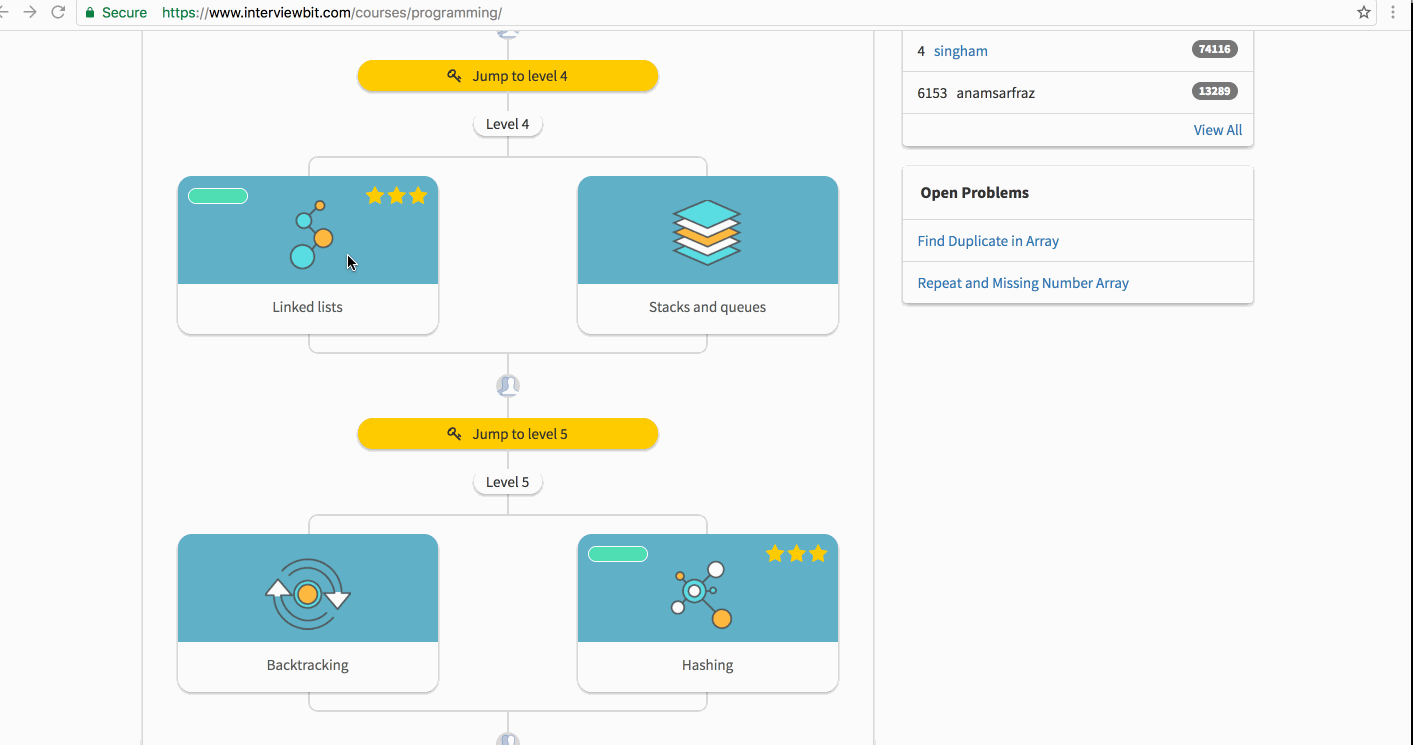 Secure https://www.interviewbit.com/courses/programming/
Jump to level 4
Level 4
Linked lists
Stacks and queues
Jump to level 5
Level 5
Backtracking
Hashing
4 singham 74116
6153 anamsarfraz 13289
View All
Open Problems
Find Duplicate in Array
Repeat and Missing Number Array